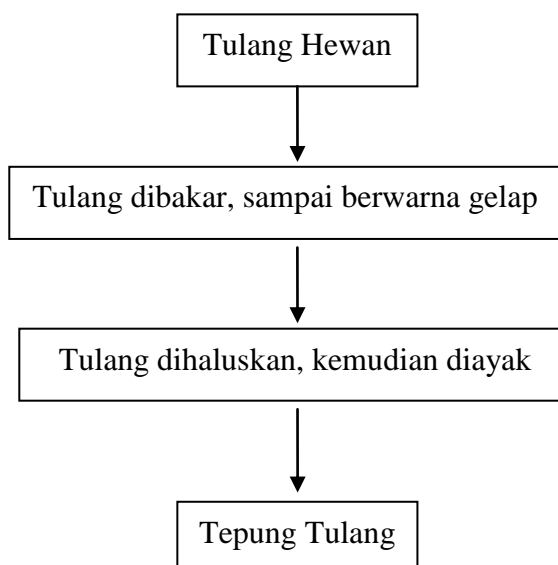 Tulang Hewan
Tulang dibakar, sampai berwarna gelap
Tulang dihaluskan, kemudian diayak
Tepung Tulang